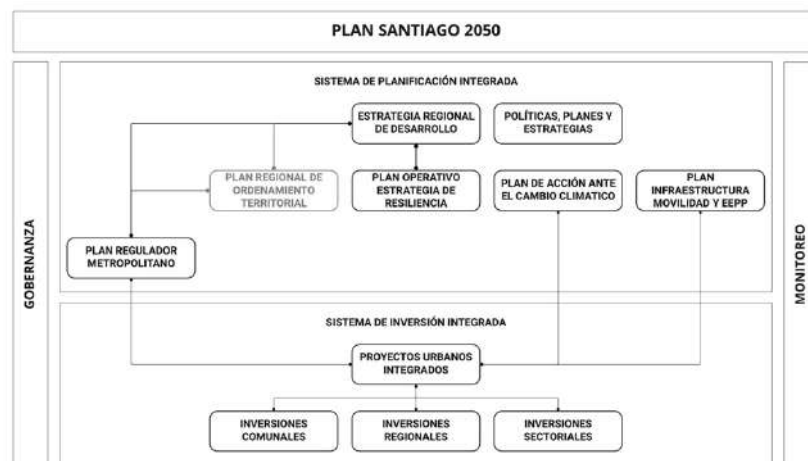 PLAN SANTIAGO 2050
GOBERNANZA
SISTEMA DE PLANIFICACIÓN INTEGRADA
ESTRATEGIA REGIONAL
DE DESARROLLO
POLÍTICAS, PLANES Y
ESTRATEGIAS
PLAN REGIONAL DE
ORDENAMIENTO
TERRITORIAL
PLAN OPERATIVO
ESTRATEGIA DE
RESILIENCIA
PLAN DE ACCIÓN ANTE
EL CAMBIO CLIMATICO
PLAN
INFRAESTRUCTURA
MOVILIDAD Y EEPP
PLAN REGULADOR
METROPOLITANO
SISTEMA DE INVERSIÓN INTEGRADA
PROYECTOS URBANOS
INTEGRADOS
INVERSIONES
COMUNALES
INVERSIONES
REGIONALES
INVERSIONES
SECTORIALES
MONITOREO